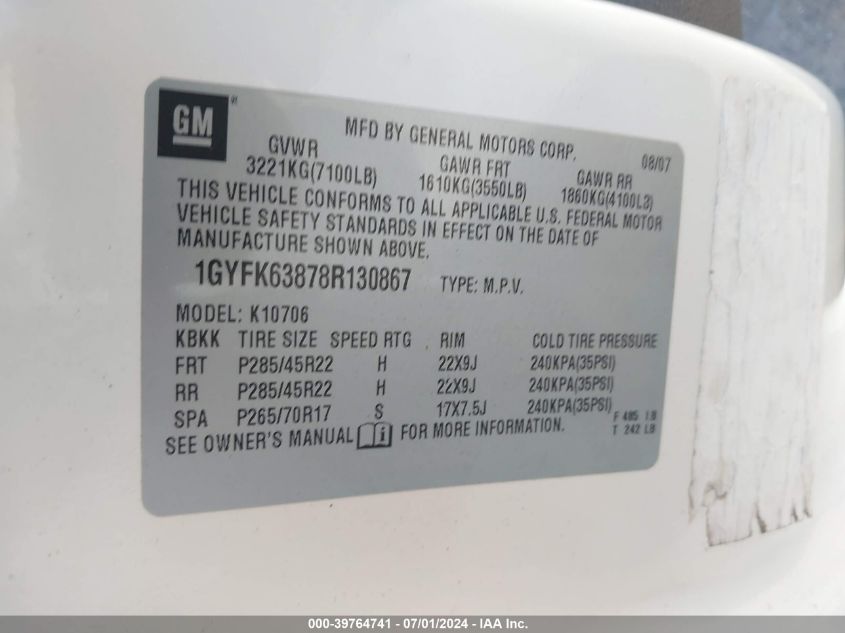 GM
MFD BY GENERAL MOTORS CORP. 08/07
GVWR GAWR FRT GAWR RR
3221KG(7100LB) 1610KG(3550LB) 1860KG(4100LB)
THIS VEHICLE CONFORMS TO ALL APPLICABLE U.S. FEDERAL MOTOR
VEHICLE SAFETY STANDARDS IN EFFECT ON THE DATE OF
MANUFACTURE SHOWN ABOVE.
1GYFK63878R130867 TYPE: M.P.V.
MODEL: K10706
KBKK TIRE SIZE SPEED RTG RIM COLD TIRE PRESSURE
FRT P285/45R22 H 22X9J 240KPA(35PSI)
RR P285/45R22 H 22X9J 240KPA(35PSI)
SPA P265/70R17 S 17X7.5J 240KPA(35PSI)
F 485 LB
T 242 LB
SEE OWNER'S MANUAL FOR MORE INFORMATION.
000-39764741 - 07/01/2024 - IAA Inc.